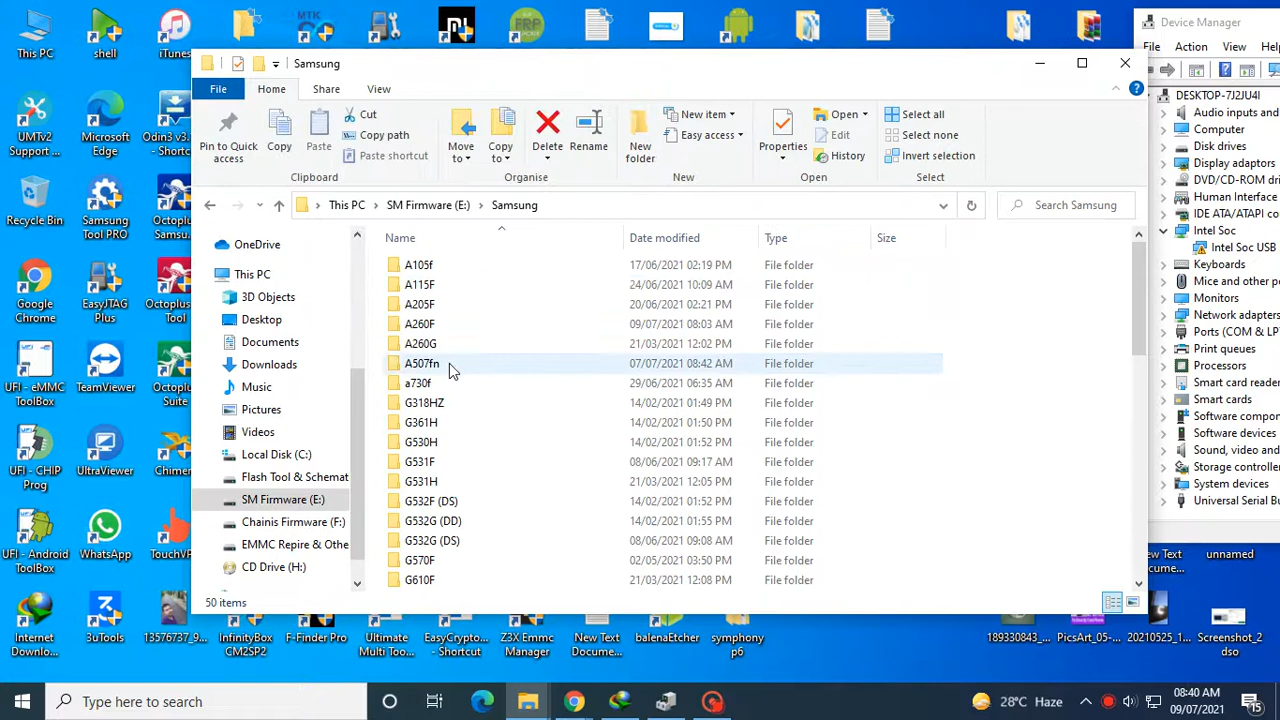 This PC
shell
iTunes
MTK
FRP
UMTv2
Support ...
Microsoft
Edge
Odin3 v3.1
- Shortcut
Recycle Bin
Samsung
Tool PRO
Octoplus
Samsu...
Google
Chrome
EasyJTAG
Plus
Octoplus
Tool
UFI - eMMC
ToolBox
TeamViewer
Octoplus
Suite
UFI - CHIP
Prog
UltraViewer
Chimer
UFI - Android
ToolBox
WhatsApp
TouchVP
Internet
Downlo...
3uTools
13576737_9...
InfinityBox
CM2SP2
F-Finder Pro
Ultimate
Multi Too...
EasyCrypto...
- Shortcut
Z3X Emmc
Manager
New Text
Docume...
balenaEtcher
symphony
p6
189330843_...
PicsArt_05-...
20210525_1...
Screenshot_2
dso
New Text
Docume...
unnamed
Samsung
File
Home
Share
View
Pin to Quick
access
Copy
Paste
Cut
Copy path
Paste shortcut
Clipboard
Move
to
Copy
to
Delete
Rename
Organise
New
folder
New item
Easy access
New
Properties
Open
Edit
History
Open
Select all
Select none
Invert selection
Select
This PC > SM Firmware (E:) > Samsung
Search Samsung
OneDrive
This PC
3D Objects
Desktop
Documents
Downloads
Music
Pictures
Videos
Local Disk (C:)
Flash Tool & Schemat
SM Firmware (E:)
Chainis Firmware (F:)
EMMC Repire & Othe
CD Drive (H:)
Name Date modified Type Size
A105f 17/06/2021 02:19 PM File folder
A115F 24/06/2021 10:09 AM File folder
A205F 20/06/2021 02:21 PM File folder
A260F 09/07/2021 08:03 AM File folder
A260G 21/03/2021 12:02 PM File folder
A507fn 07/07/2021 08:42 AM File folder
a730f 29/06/2021 06:35 AM File folder
G318HZ 14/02/2021 01:49 PM File folder
G361H 14/02/2021 01:50 PM File folder
G530H 14/02/2021 01:52 PM File folder
G531F 08/06/2021 09:17 AM File folder
G531H 21/03/2021 12:05 PM File folder
G532F (DS) 14/02/2021 01:52 PM File folder
G532G (DD) 14/02/2021 01:55 PM File folder
G532G (DS) 08/06/2021 09:08 AM File folder
G570F 02/05/2021 03:50 PM File folder
G610F 21/03/2021 12:08 PM File folder
50 items
Device Manager
File Action View Hel
DESKTOP-7J2JU4I
Audio inputs and
Computer
Disk drives
Display adaptors
DVD/CD-ROM dri
Human Interface
IDE ATA/ATAPI c
Intel Soc
Intel Soc USB
Keyboards
Mice and other p
Monitors
Network adapters
Ports (COM & LP
Print queues
Processors
Smart card reader
Smart cards
Software compo
Software devices
Sound, video and
Storage controlle
System devices
Universal Serial B
Type here to search
28°C Haze
08:40 AM
09/07/2021
15